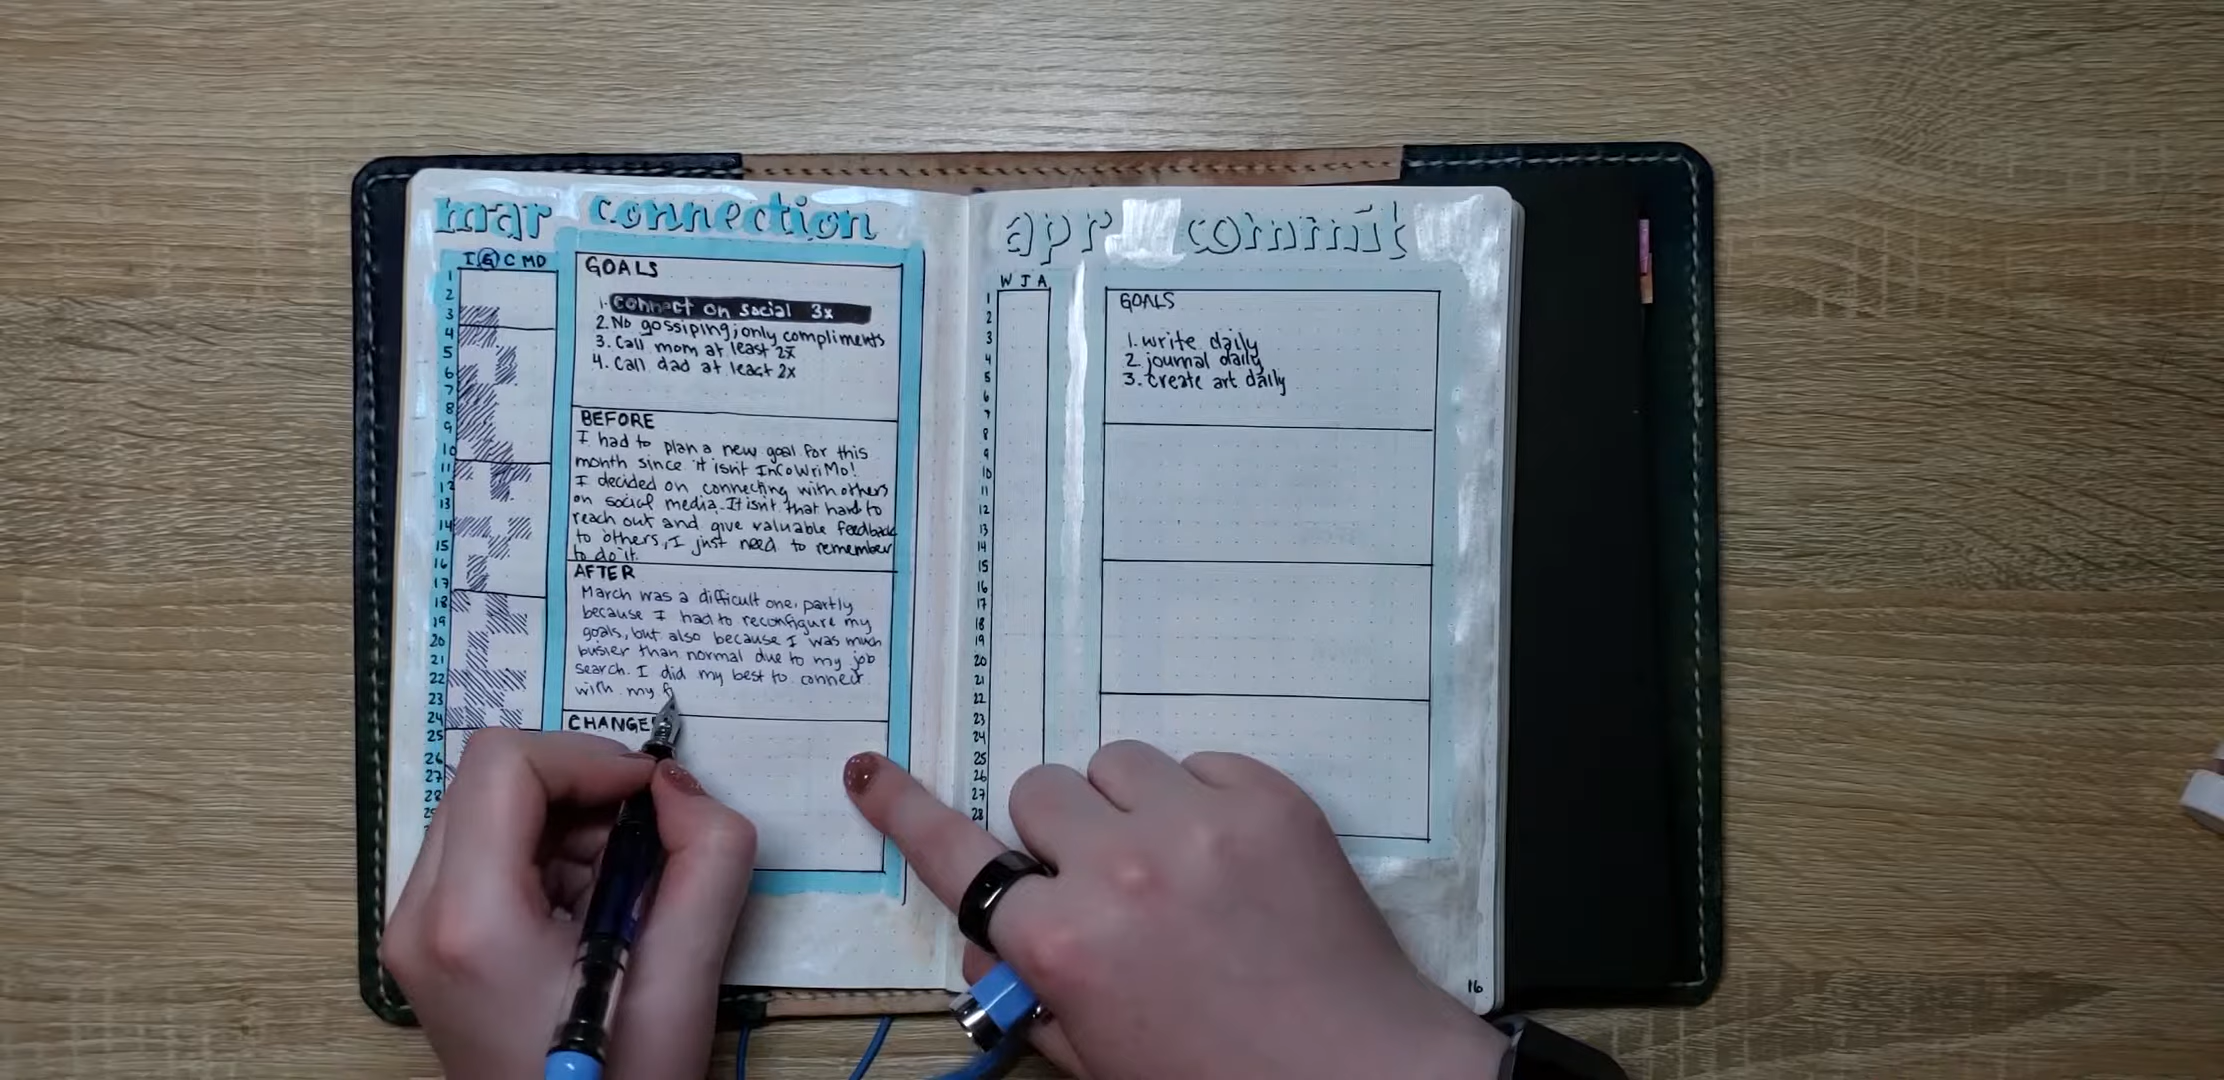 mar connection
I G C M D
GOALS
1. connect on social 3x
2. No gossiping; only compliments
3. Call mom at least 2x
4. Call dad at least 2x
BEFORE
I had to plan a new goal for this
month since it isnt InCoWriMo!
I decided on connecting with others
on social media. It isnt that hard to
reach out and give valuable feedback
to others, I just need to remember
to do it.
AFTER
March was a difficult one, partly
because I had to reconfigure my
goals, but also because I was much
busier than normal due to my job
search. I did my best to connect
with my f
CHANGE
1
2
3
4
5
6
7
8
9
10
11
12
13
14
15
16
17
18
19
20
21
22
23
24
25
26
27
28
apr commit
W J A
GOALS
1. write daily
2. journal daily
3. create art daily
1
2
3
4
5
6
7
8
9
10
11
12
13
14
15
16
17
18
19
20
21
22
23
24
25
26
27
28
16